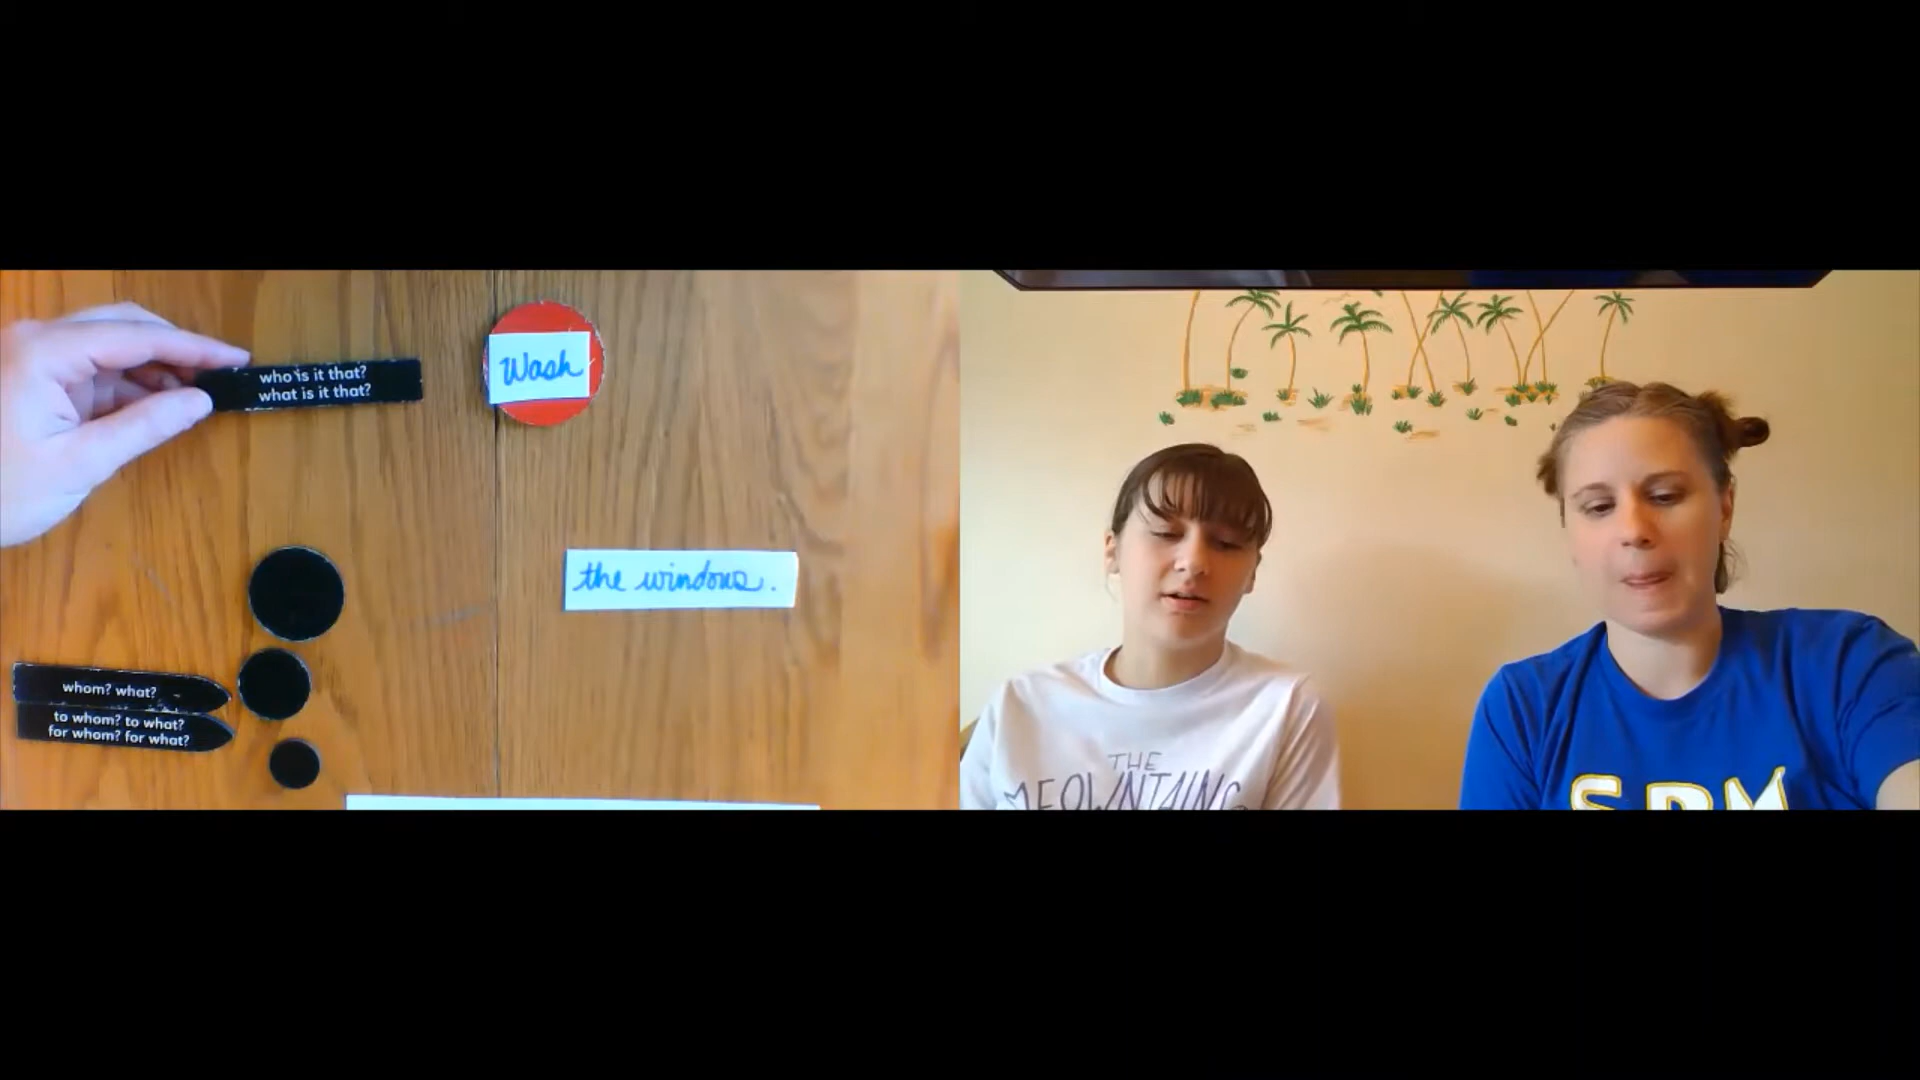 who is it that?
what is it that?
Wash
the windows.
whom? what?
to whom? to what?
for whom? for what?
THE
MEOWNTAINS